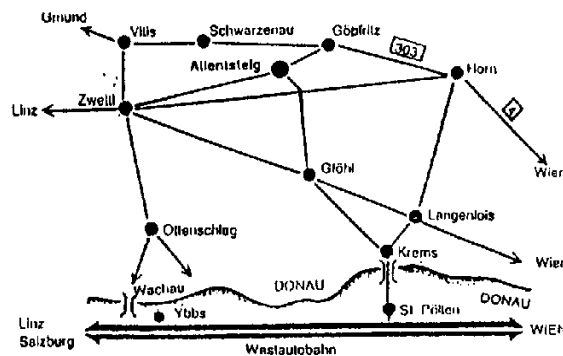 Gmünd
Vitis
Schwarzenau
Göpfritz
303
Allentsteig
Horn
Linz
Zwettl
4
Wien
Gföhl
Ottenschlag
Langenlois
Krems
Wien
Wachau
DONAU
Ybbs
St. Pölten
DONAU
Linz
Salzburg
WIEN
Westautobahn